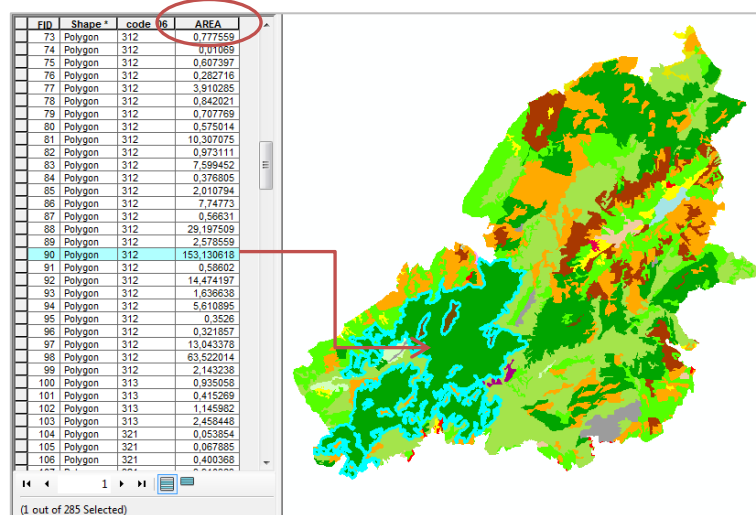 FID Shape * code_06 AREA
73 Polygon 312 0,777559
74 Polygon 312 0,01069
75 Polygon 312 0,607397
76 Polygon 312 0,282716
77 Polygon 312 3,910285
78 Polygon 312 0,842021
79 Polygon 312 0,707769
80 Polygon 312 0,575014
81 Polygon 312 10,307075
82 Polygon 312 0,973111
83 Polygon 312 7,599452
84 Polygon 312 0,376805
85 Polygon 312 2,010794
86 Polygon 312 7,74773
87 Polygon 312 0,56631
88 Polygon 312 29,197509
89 Polygon 312 2,578559
90 Polygon 312 153,130618
91 Polygon 312 0,58602
92 Polygon 312 14,474197
93 Polygon 312 1,636638
94 Polygon 312 5,610895
95 Polygon 312 0,3526
96 Polygon 312 0,321857
97 Polygon 312 13,043378
98 Polygon 312 63,522014
99 Polygon 312 2,143238
100 Polygon 313 0,935058
101 Polygon 313 0,415269
102 Polygon 313 1,145982
103 Polygon 313 2,458448
104 Polygon 321 0,053854
105 Polygon 321 0,067885
106 Polygon 321 0,400368
1
(1 out of 285 Selected)